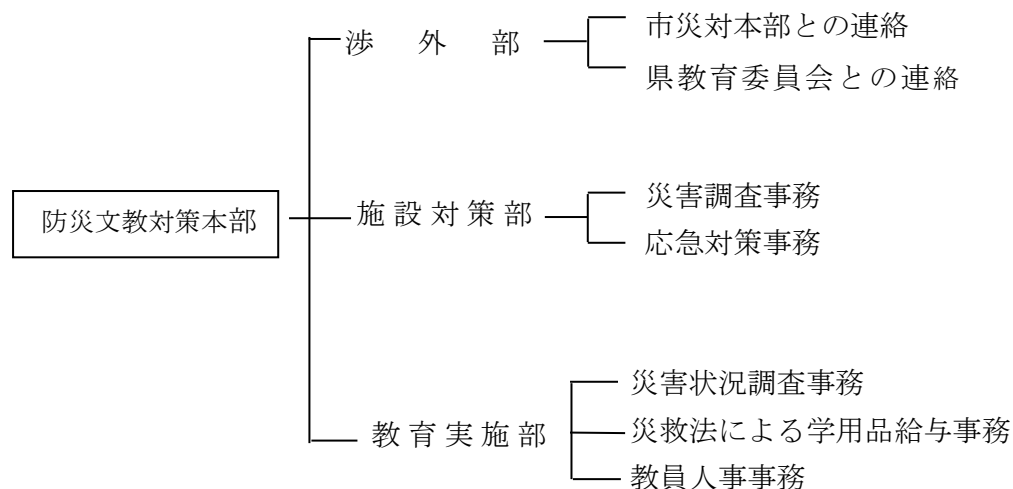 渉外部
市災対本部との連絡
県教育委員会との連絡
防災文教対策本部
施設対策部
災害調査事務
応急対策事務
教育実施部
災害状況調査事務
災救法による学用品給与事務
教員人事事務